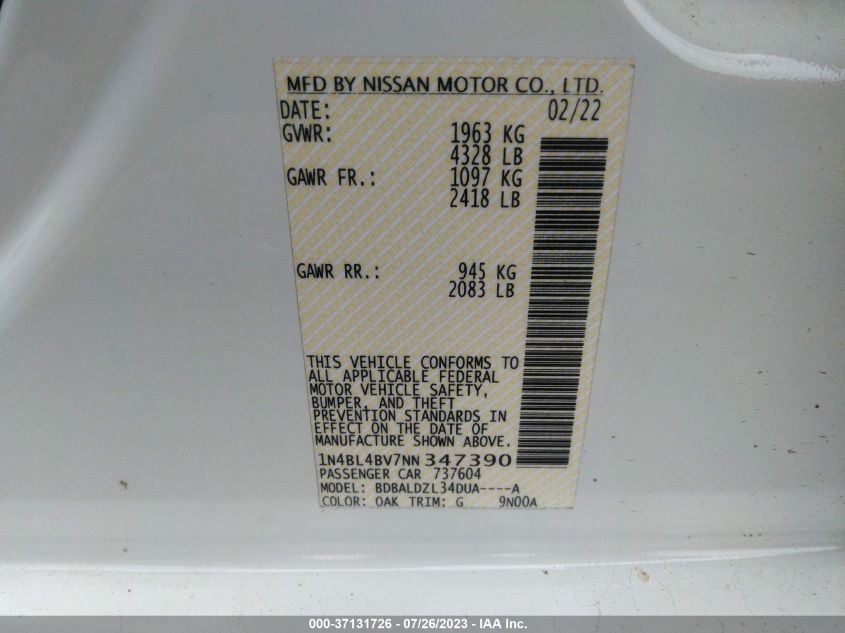 MFD BY NISSAN MOTOR CO., LTD.
DATE: 02/22
GVWR: 1963 KG
4328 LB
GAWR FR.: 1097 KG
2418 LB
GAWR RR.: 945 KG
2083 LB
THIS VEHICLE CONFORMS TO
ALL APPLICABLE FEDERAL
MOTOR VEHICLE SAFETY,
BUMPER, AND THEFT
PREVENTION STANDARDS IN
EFFECT ON THE DATE OF
MANUFACTURE SHOWN ABOVE.
1N4BL4BV7NN347390
PASSENGER CAR 737604
MODEL: BDBALDZL34DUA----A
COLOR: QAK TRIM: G 9N00A
000-37131726 - 07/26/2023 - IAA Inc.